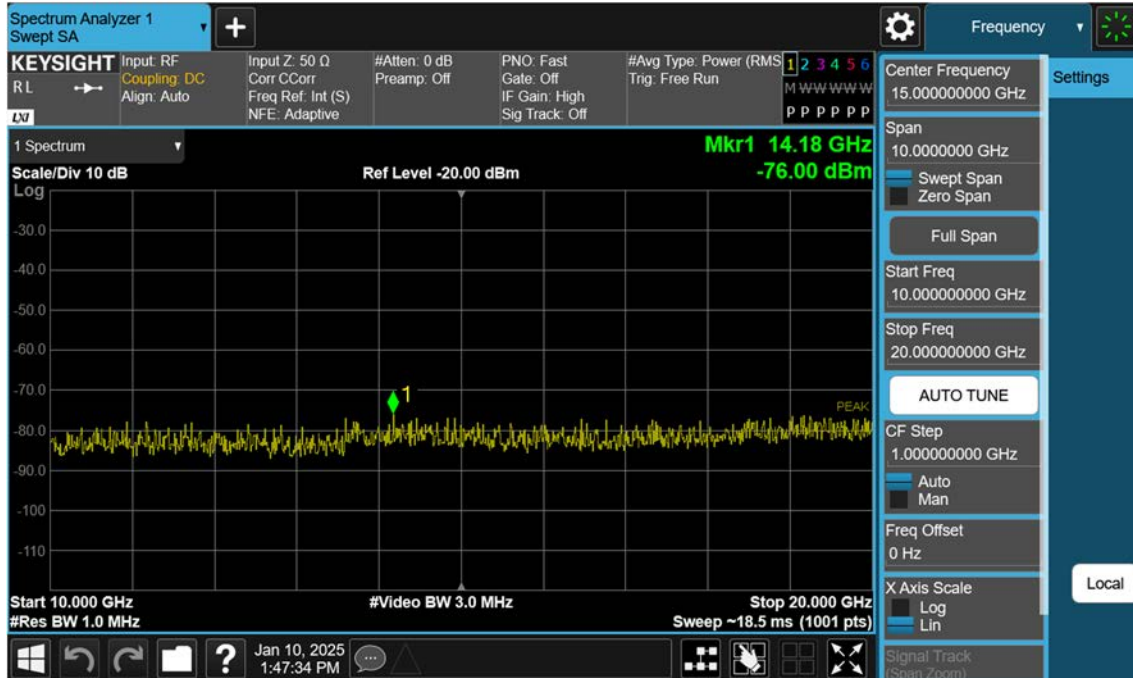 Spectrum Analyzer 1
Swept SA
Frequency
KEYSIGHT
R L
LXI
Input: RF
Coupling: DC
Align: Auto
Input Z: 50 Ω
Corr CCorr
Freq Ref: Int (S)
NFE: Adaptive
#Atten: 0 dB
Preamp: Off
PNO: Fast
Gate: Off
IF Gain: High
Sig Track: Off
#Avg Type: Power (RMS
Trig: Free Run
1 2 3 4 5 6
M W W W W W
P P P P P P
1 Spectrum
Scale/Div 10 dB
Ref Level -20.00 dBm
Mkr1 14.18 GHz
-76.00 dBm
Log
-30.0
-40.0
-50.0
-60.0
-70.0
-80.0
-90.0
-100
-110
1
PEAK
Start 10.000 GHz
#Res BW 1.0 MHz
#Video BW 3.0 MHz
Stop 20.000 GHz
Sweep ~18.5 ms (1001 pts)
Jan 10, 2025
1:47:34 PM
Center Frequency
15.000000000 GHz
Span
10.0000000 GHz
Swept Span
Zero Span
Full Span
Start Freq
10.000000000 GHz
Stop Freq
20.000000000 GHz
AUTO TUNE
CF Step
1.000000000 GHz
Auto
Man
Freq Offset
0 Hz
X Axis Scale
Log
Lin
Signal Track
(Span Zoom)
Settings
Local